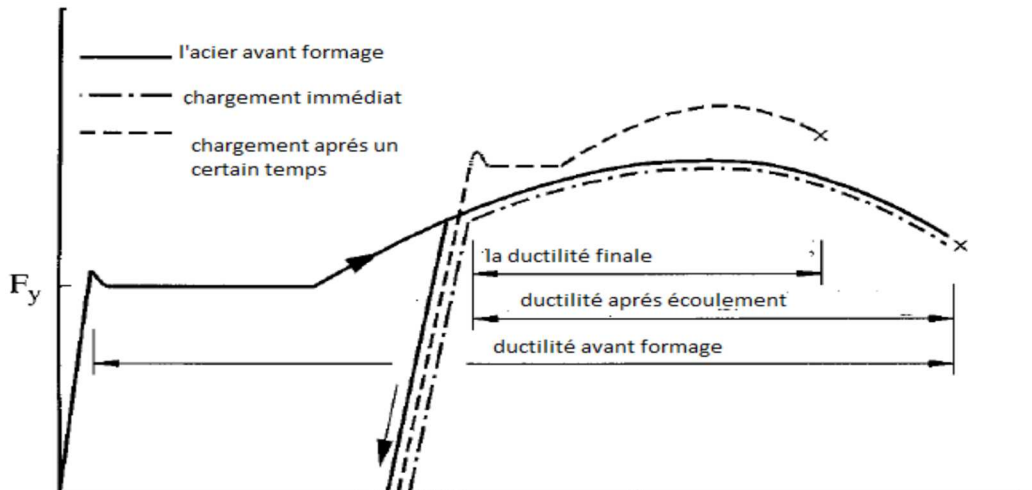 l'acier avant formage
chargement immédiat
chargement aprés un
certain temps
la ductilité finale
Fy
ductilité aprés écoulement
ductilité avant formage